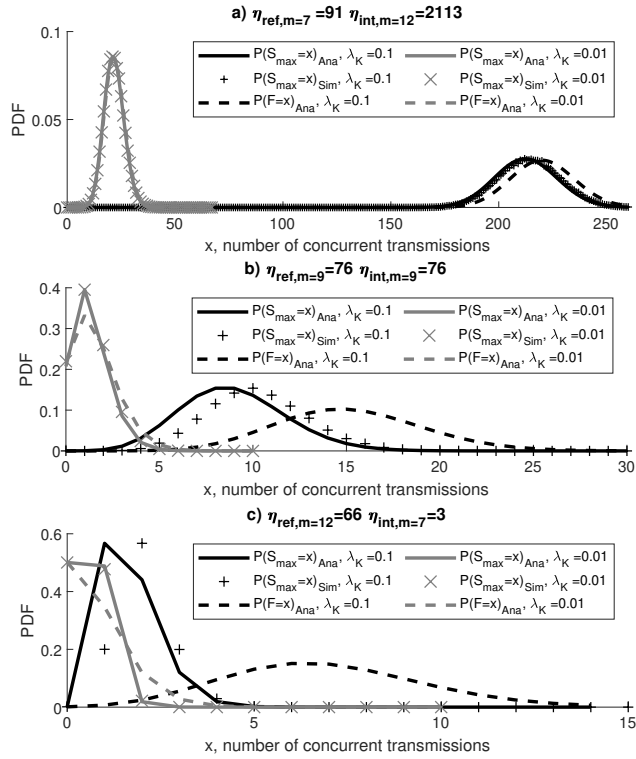 a) η_ref,m=7 =91 η_int,m=12=2113
0.1
P(S_max=x)_Ana, λ_K=0.1
P(S_max=x)_Ana, λ_K=0.01
P(S_max=x)_Sim, λ_K=0.1
P(S_max=x)_Sim, λ_K=0.01
P(F=x)_Ana, λ_K=0.1
P(F=x)_Ana, λ_K=0.01
0.05
0
PDF
0 50 100 150 200 250
x, number of concurrent transmissions
b) η_ref,m=9=76 η_int,m=9=76
0.4
P(S_max=x)_Ana, λ_K=0.1
P(S_max=x)_Ana, λ_K=0.01
0.3
P(S_max=x)_Sim, λ_K=0.1
P(S_max=x)_Sim, λ_K=0.01
P(F=x)_Ana, λ_K=0.1
P(F=x)_Ana, λ_K=0.01
0.2
0.1
0
PDF
0 5 10 15 20 25 30
x, number of concurrent transmissions
c) η_ref,m=12=66 η_int,m=7=3
0.6
P(S_max=x)_Ana, λ_K=0.1
P(S_max=x)_Ana, λ_K=0.01
P(S_max=x)_Sim, λ_K=0.1
P(S_max=x)_Sim, λ_K=0.01
0.4
P(F=x)_Ana, λ_K=0.1
P(F=x)_Ana, λ_K=0.01
0.2
0
PDF
0 5 10 15
x, number of concurrent transmissions